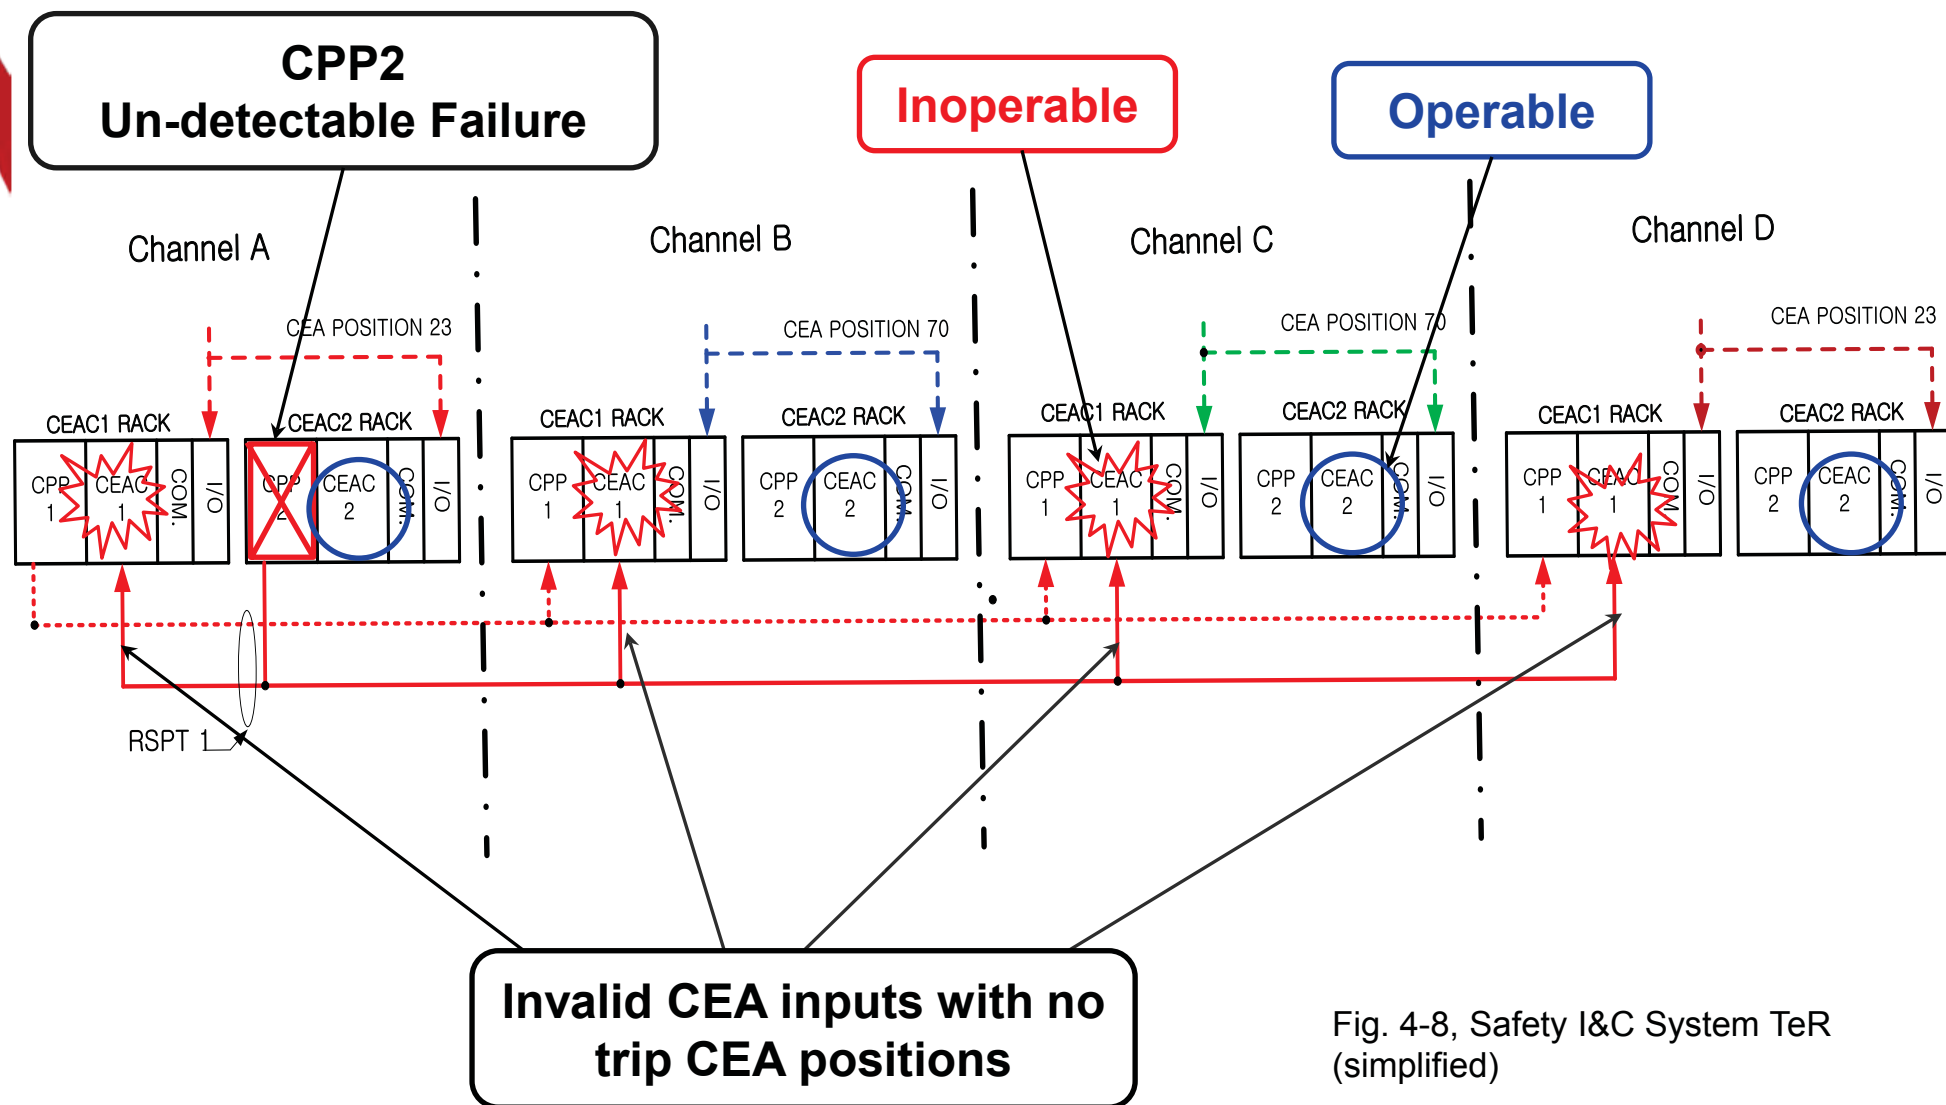 CPP2
Un-detectable Failure
Inoperable
Operable
Channel A
Channel B
Channel C
Channel D
CEA POSITION 23
CEA POSITION 70
CEA POSITION 70
CEA POSITION 23
CEAC1 RACK
CEAC2 RACK
CEAC1 RACK
CEAC2 RACK
CEAC1 RACK
CEAC2 RACK
CEAC1 RACK
CEAC2 RACK
CPP
1
CEAC
1
COM.
I/O
CPP
2
CEAC
2
COM.
I/O
CPP
1
CEAC
1
COM.
I/O
CPP
2
CEAC
2
COM.
I/O
CPP
1
CEAC
1
COM.
I/O
CPP
2
CEAC
2
COM.
I/O
CPP
1
CEAC
1
COM.
I/O
CPP
2
CEAC
2
COM.
I/O
RSPT 1
Invalid CEA inputs with no
trip CEA positions
Fig. 4-8, Safety I&C System TeR
(simplified)